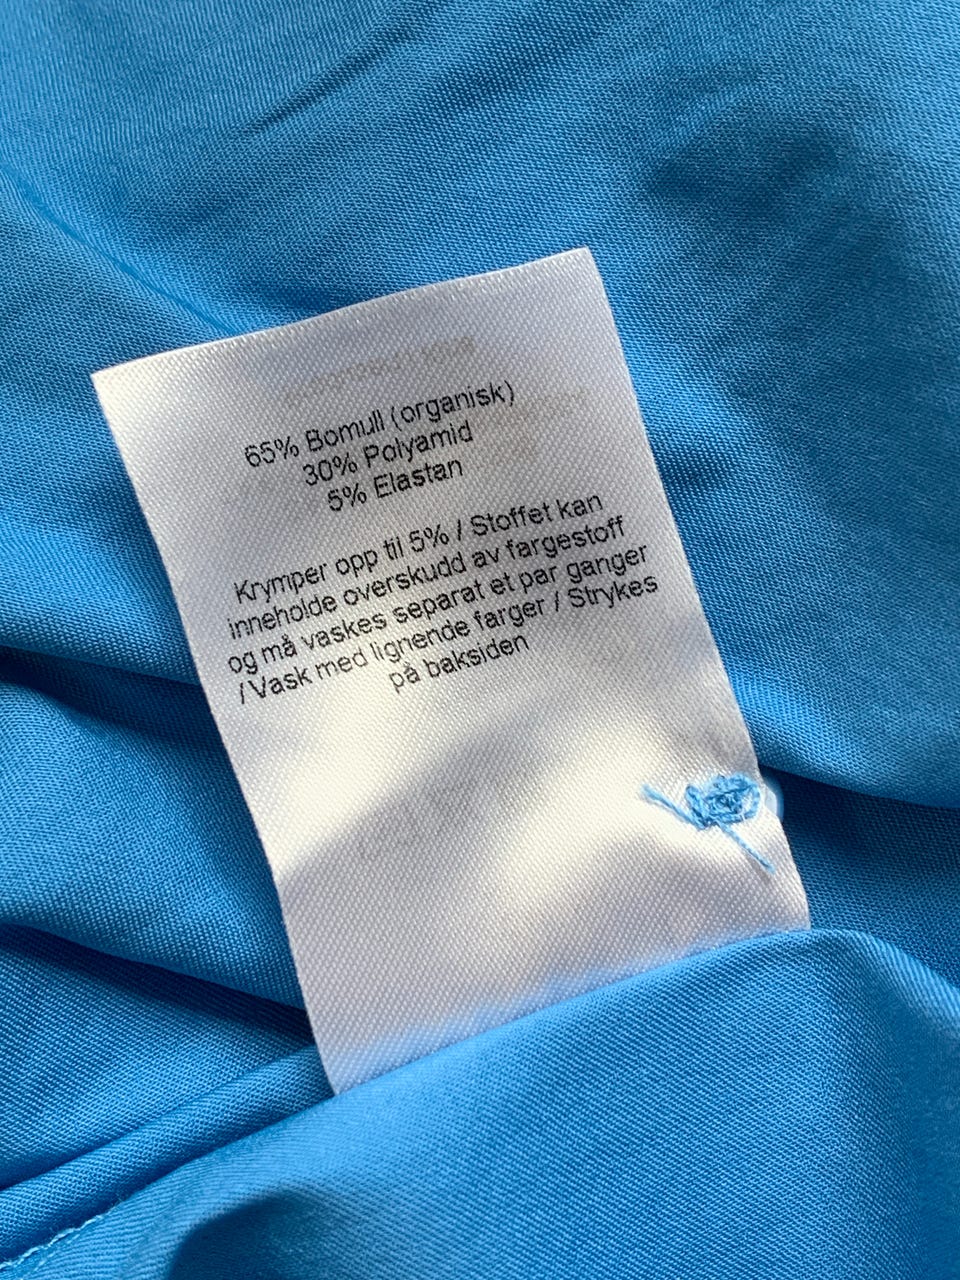 65% Bomull (organisk)
30% Polyamid
5% Elastan
Krymper opp til 5% / Stoffet kan
inneholde overskudd av fargestoff
og må vaskes separat et par ganger
/ Vask med lignende farger / Strykes
på baksiden